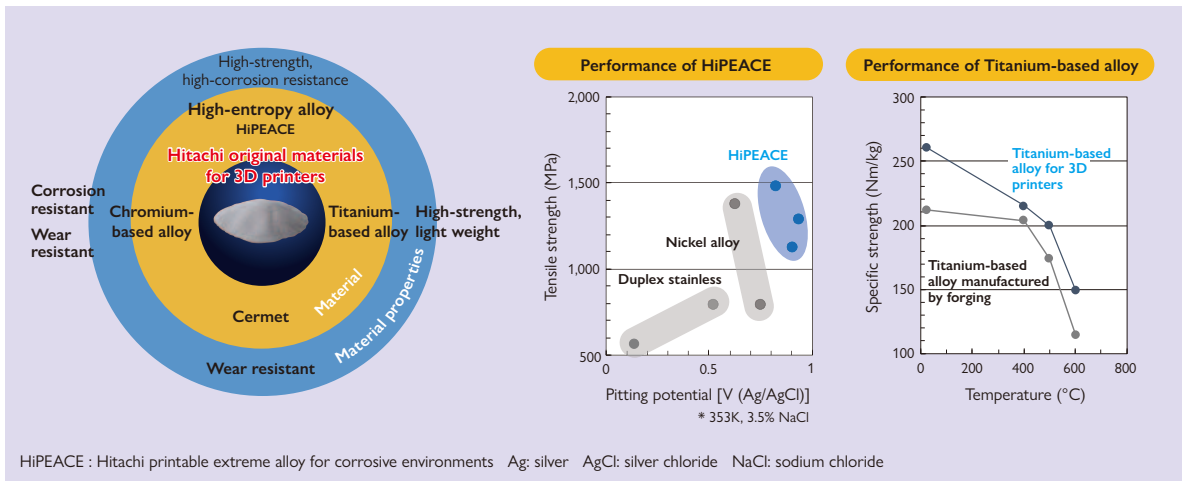 High-strength,
high-corrosion resistance
High-entropy alloy
HiPEACE
Hitachi original materials
for 3D printers
Corrosion
resistant
Wear
resistant
Chromium-
based alloy
Titanium-
based alloy
High-strength,
light weight
Material
Material properties
Cermet
Wear resistant
Performance of HiPEACE
2,000
1,500
1,000
500
Tensile strength (MPa)
HiPEACE
Nickel alloy
Duplex stainless
0
0.5
1
Pitting potential [V (Ag/AgCl)]
* 353K, 3.5% NaCl
Performance of Titanium-based alloy
300
250
200
150
100
Specific strength (Nm/kg)
Titanium-based
alloy for 3D
printers
Titanium-based
alloy manufactured
by forging
0
200
400
600
800
Temperature (°C)
HiPEACE : Hitachi printable extreme alloy for corrosive environments Ag: silver AgCl: silver chloride NaCl: sodium chloride